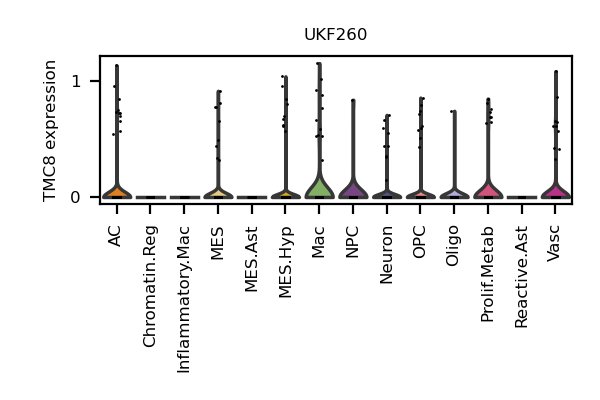 UKF260
TMC8 expression
1
0
AC
Chromatin.Reg
Inflammatory.Mac
MES
MES.Ast
MES.Hyp
Mac
NPC
Neuron
OPC
Oligo
Prolif.Metab
Reactive.Ast
Vasc